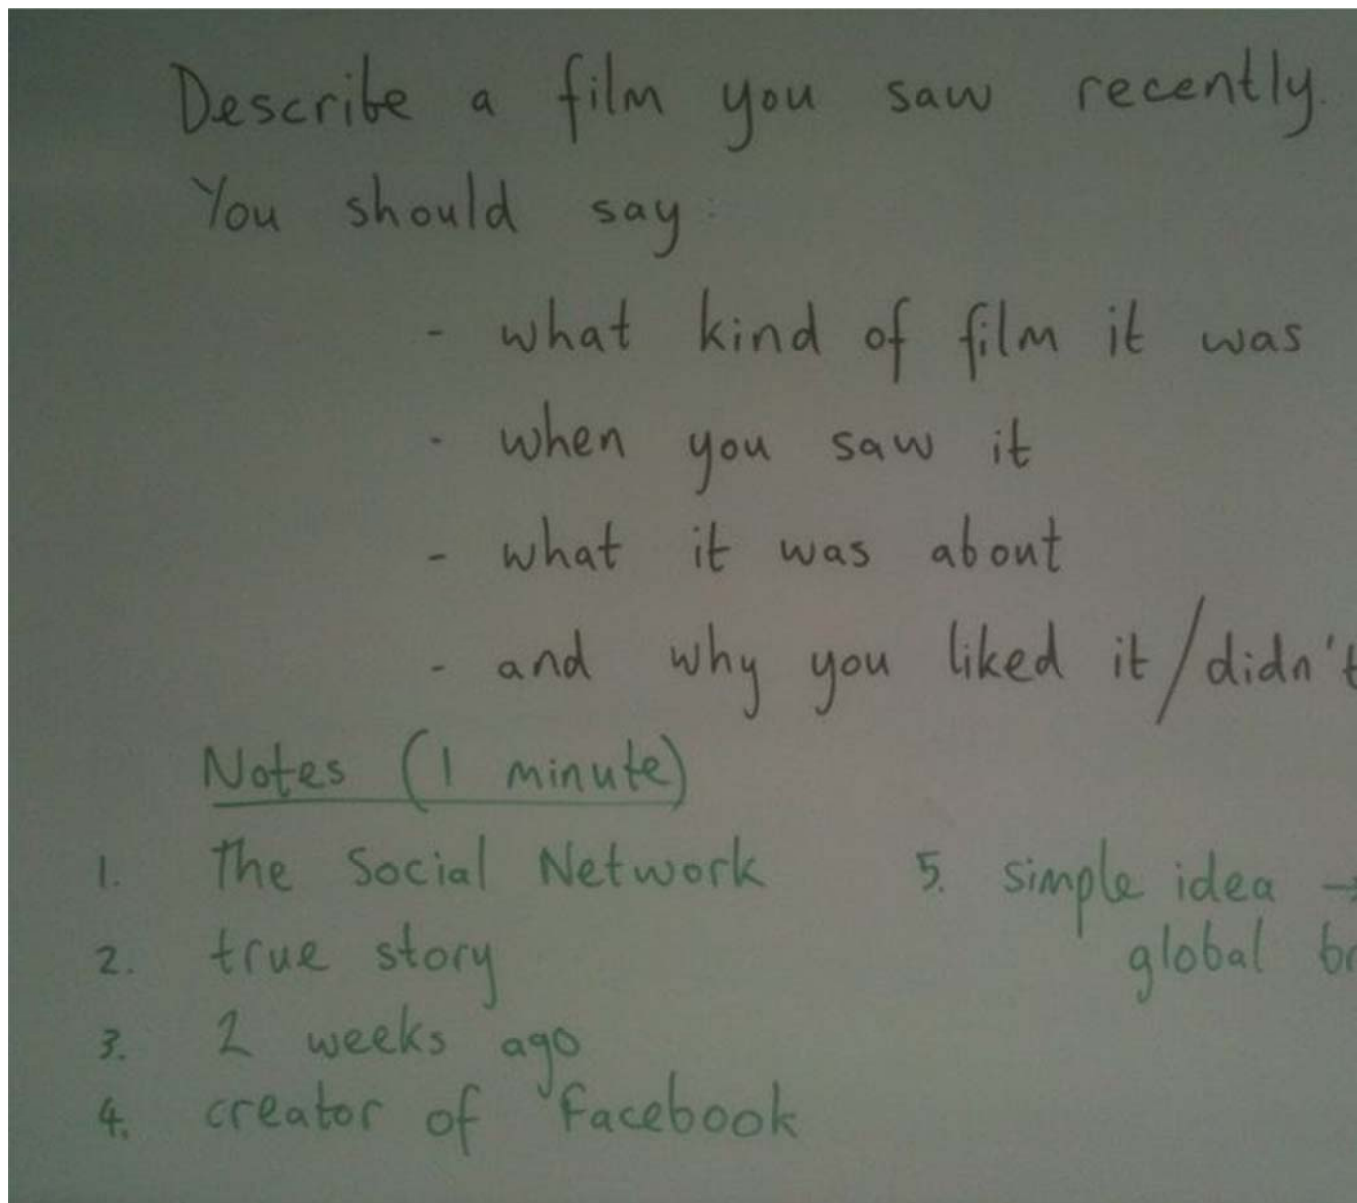 Describe a film you saw recently.
You should say:
- what kind of film it was
- when you saw it
- what it was about
- and why you liked it/didn't
Notes (1 minute)
1. The Social Network
2. true story
3. 2 weeks ago
4. creator of Facebook
5. simple idea →
global br